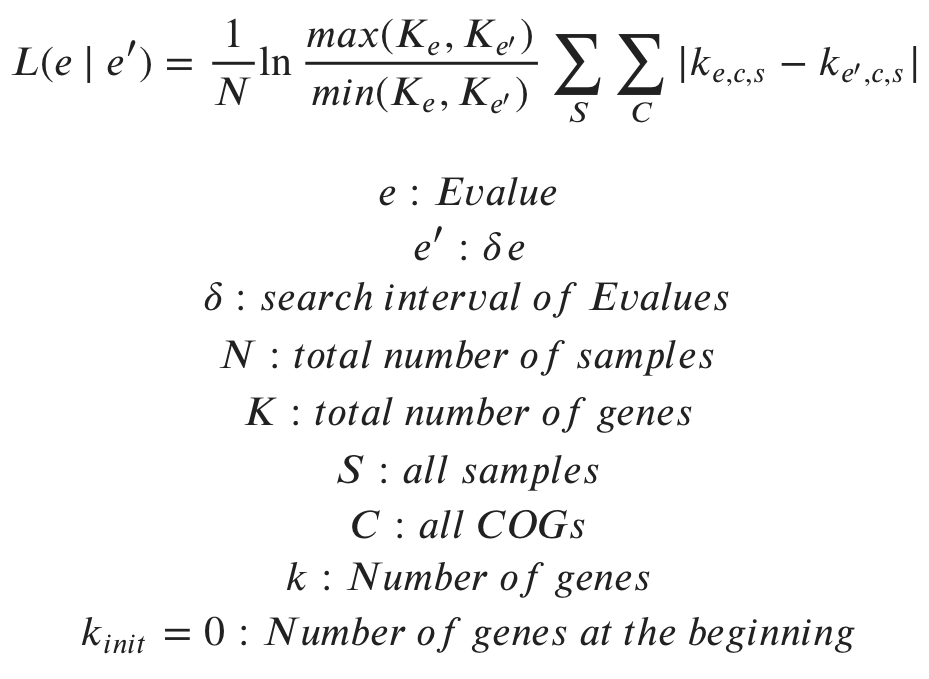 L(e | e′) = 1/N ln max(K_e, K_e′)/min(K_e, K_e′) ∑_S ∑_C |k_e,c,s − k_e′,c,s|
e : Evalue
e′ : δe
δ : search interval of Evalues
N : total number of samples
K : total number of genes
S : all samples
C : all COGs
k : Number of genes
k_init = 0 : Number of genes at the beginning